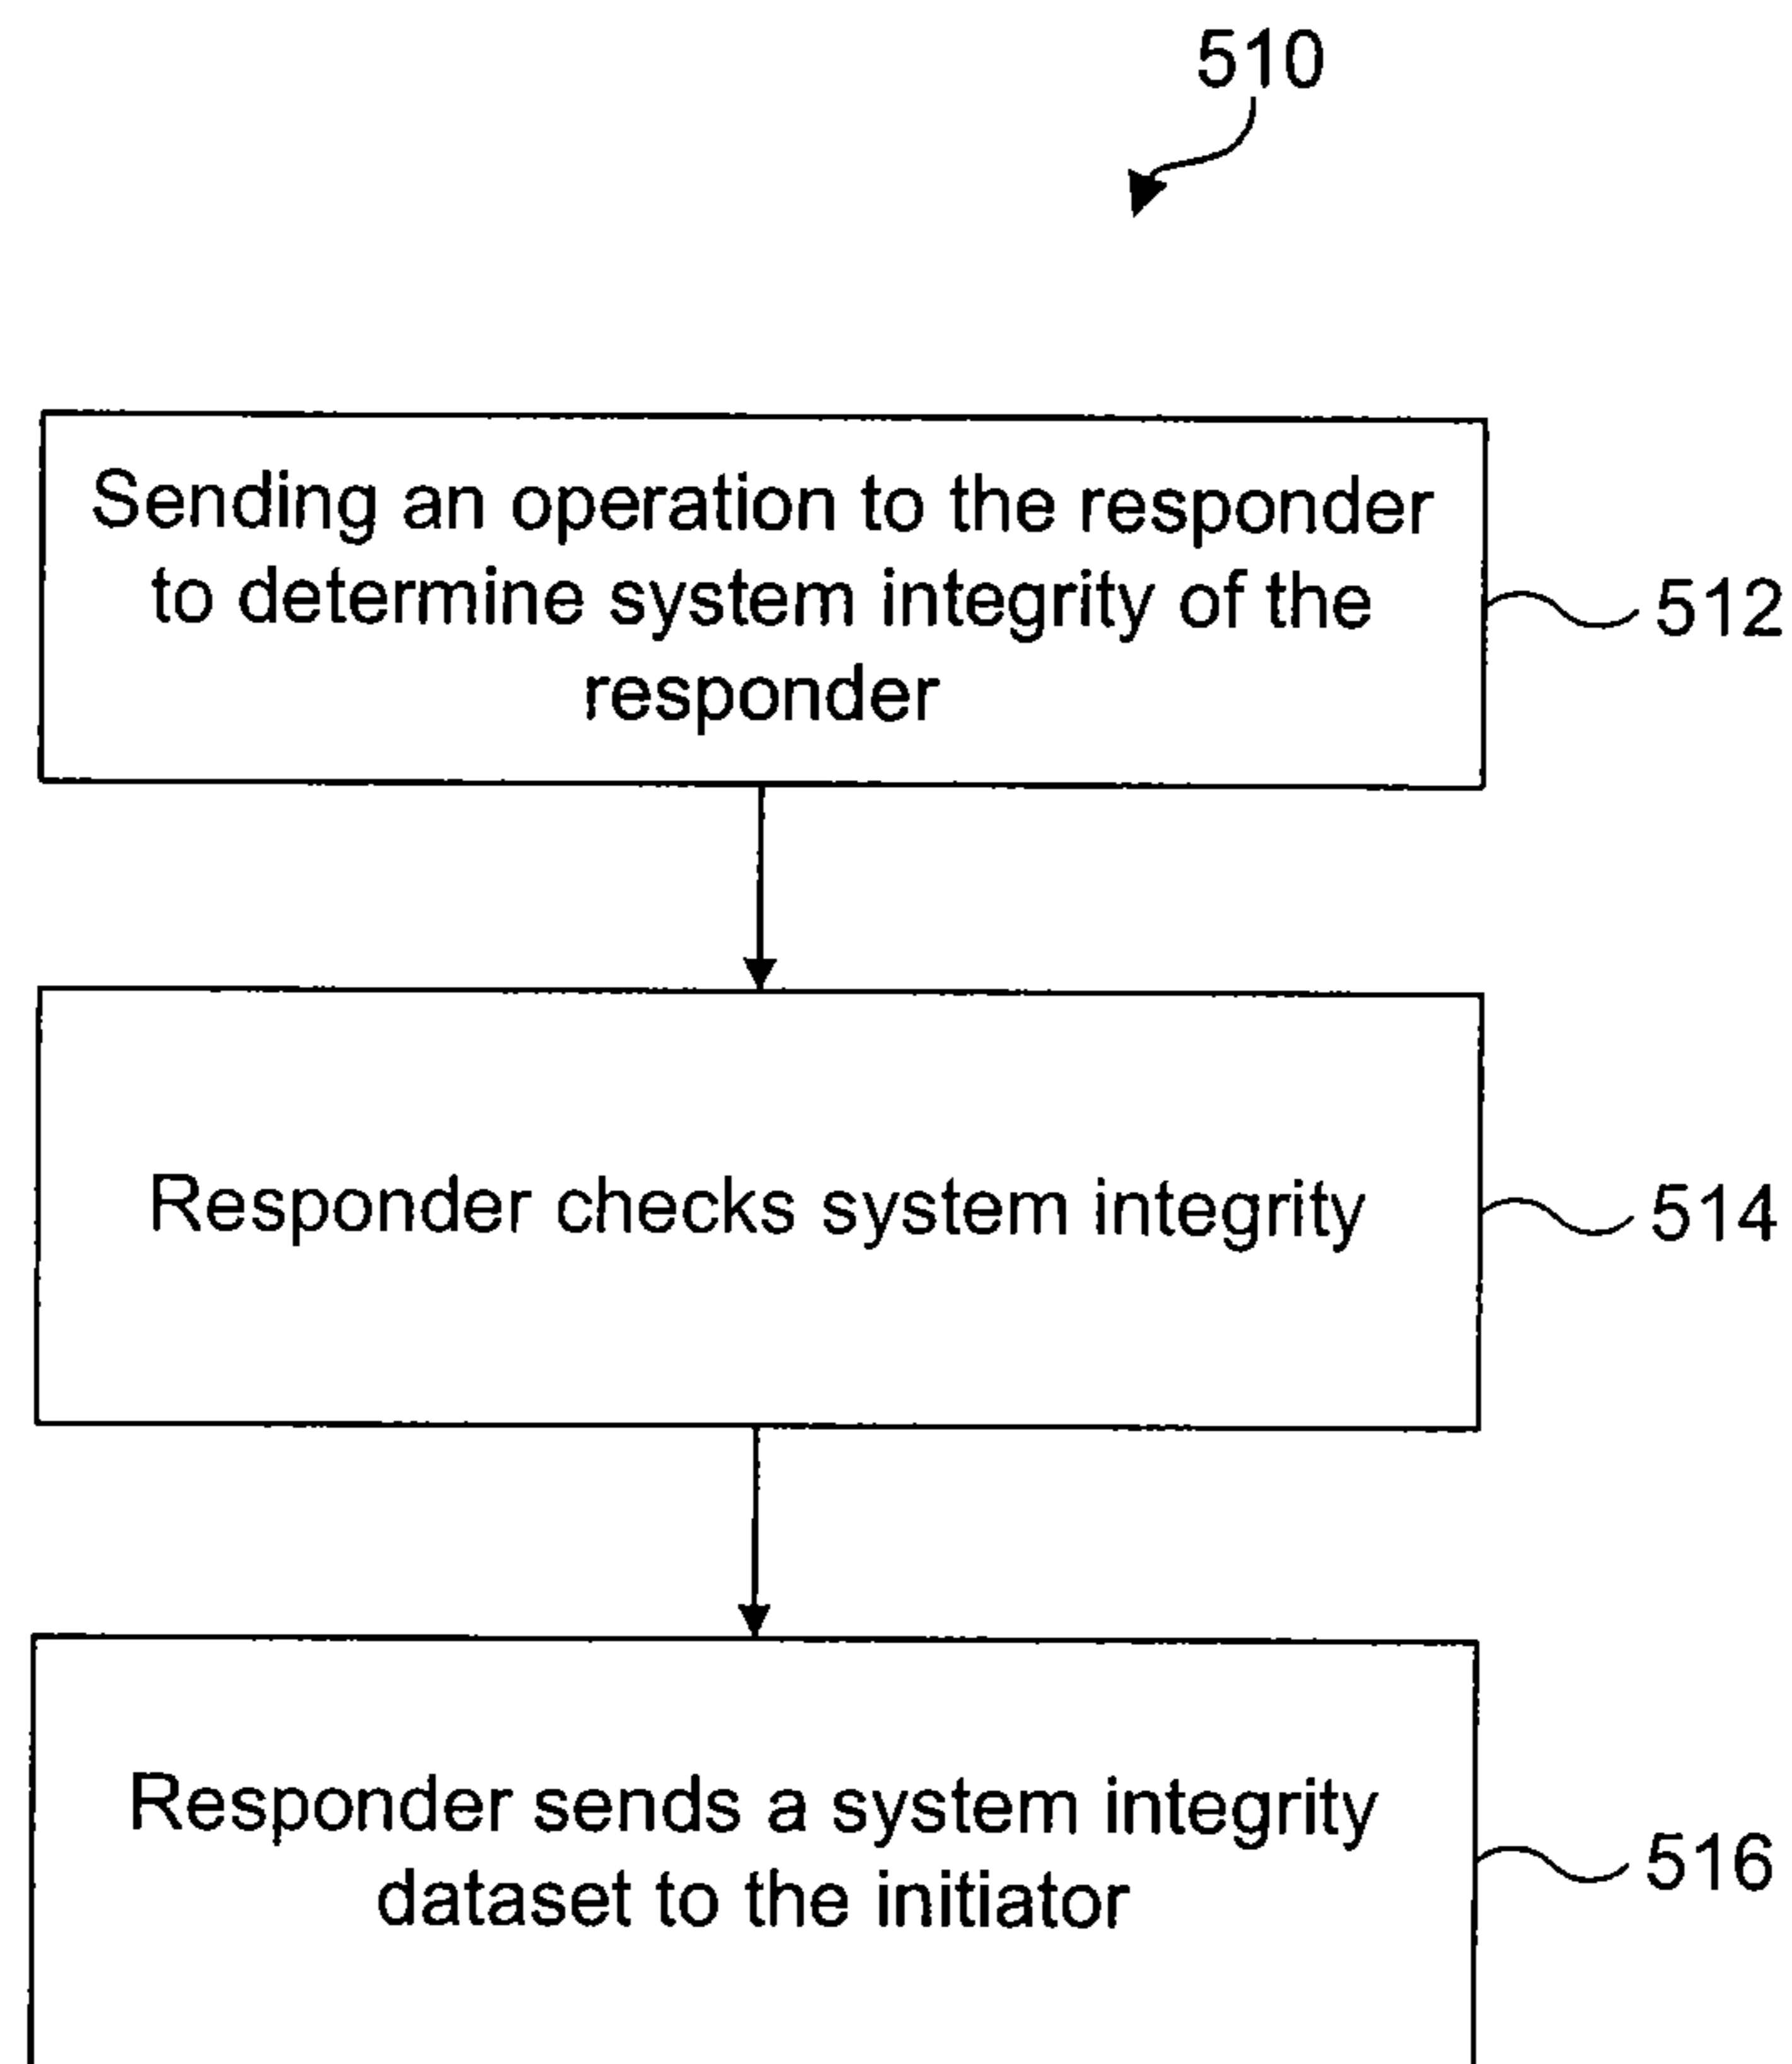 510
Sending an operation to the responder
to determine system integrity of the
responder
512
Responder checks system integrity
514
Responder sends a system integrity
dataset to the initiator
516